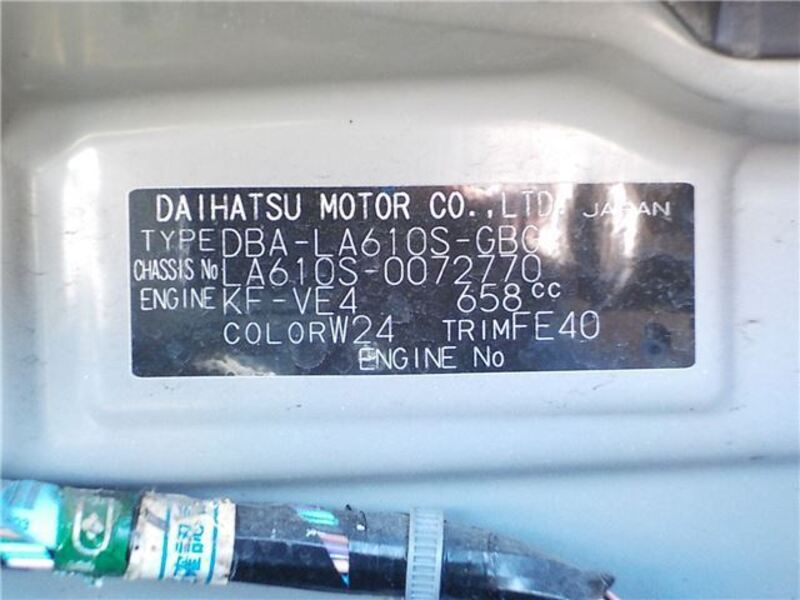 DAIHATSU MOTOR CO.,LTD. JAPAN
TYPE DBA-LA610S-GBG
CHASSIS No LA610S-0072770
ENGINE KF-VE4 658cc
COLOR W24 TRIM FE40
ENGINE No